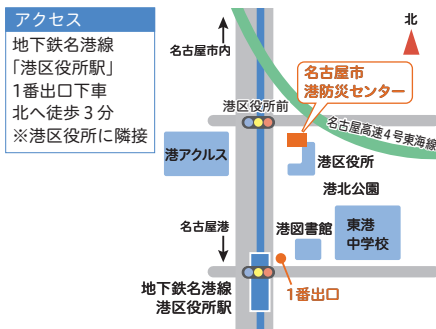 アクセス
地下鉄名港線
「港区役所駅」
1番出口下車
北へ徒歩3分
※港区役所に隣接
北
名古屋市内
名古屋市
港防災センター
港区役所前
名古屋高速4号東海線
港アクルス
港区役所
港北公園
名古屋港
港図書館
東港
中学校
地下鉄名港線
港区役所駅
1番出口